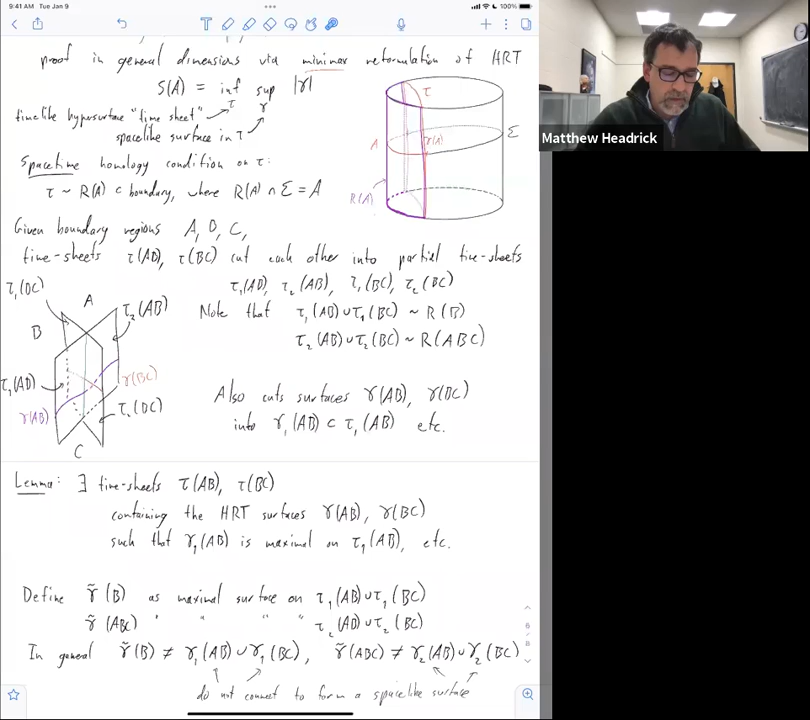 9:41 AM Tue Jan 9
100%
proof in general dimensions via minimax reformulation of HRT
S(A) = inf sup |γ|
τ γ
timelike hypersurface "time sheet"
spacelike surface in τ
Spacetime homology condition on τ:
τ ~ R(A) ⊂ boundary, where R(A) ∩ Σ = A
τ
A
γ(A)
Σ
R(A)
Given boundary regions A, B, C,
time-sheets τ(AB), τ(BC) cut each other into partial time-sheets
τ₁(AB), τ₂(AB), τ₁(BC), τ₂(BC)
Note that τ₁(AB)∪τ₁(BC) ~ R(B)
τ₂(AB)∪τ₂(BC) ~ R(ABC)
τ₁(BC)
A
τ₂(AB)
B
τ₁(AB)
γ(BC)
γ(AB)
τ₂(BC)
C
Also cuts surfaces γ(AB), γ(BC)
into γ₁(AB) ⊂ τ₁(AB) etc.
Lemma: ∃ time-sheets τ(AB), τ(BC)
containing the HRT surfaces γ(AB), γ(BC)
such that γ₁(AB) is maximal on τ₁(AB), etc.
Define γ̃(B) as maximal surface on τ₁(AB)∪τ₁(BC)
γ̃(ABC) " " " " τ₂(AB)∪τ₂(BC)
In general γ̃(B) ≠ γ₁(AB)∪γ₁(BC), γ̃(ABC) ≠ γ₂(AB)∪γ₂(BC)
do not connect to form a spacelike surface
Matthew Headrick